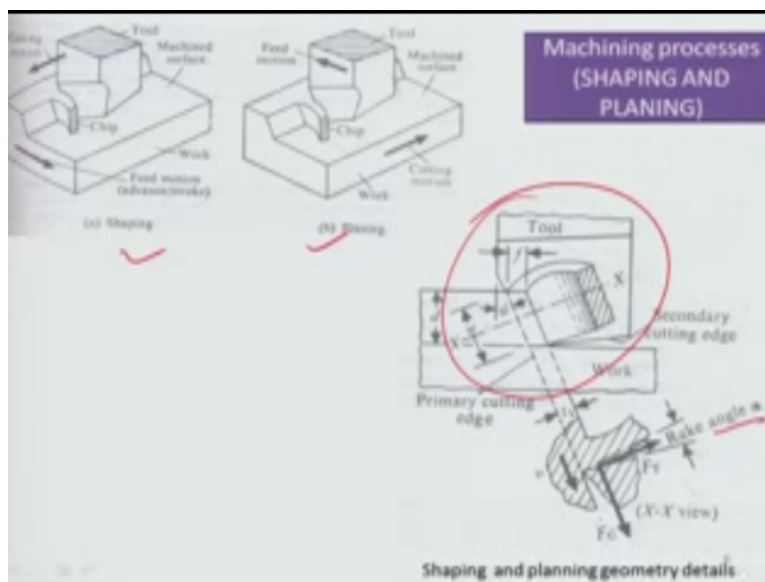 Tool
motion
Machined
surface
Chip
Work
Feed motion
(advance/stroke)
(a) Shaping
Feed
motion
Tool
Machined
surface
Chip
Cutting
motion
Work
(b) Planing
Machining processes
(SHAPING AND
PLANING)
Tool
f
X
Secondary
cutting edge
Work
Primary cutting
edge
Rake angle α
(X-X view)
Shaping and planning geometry details